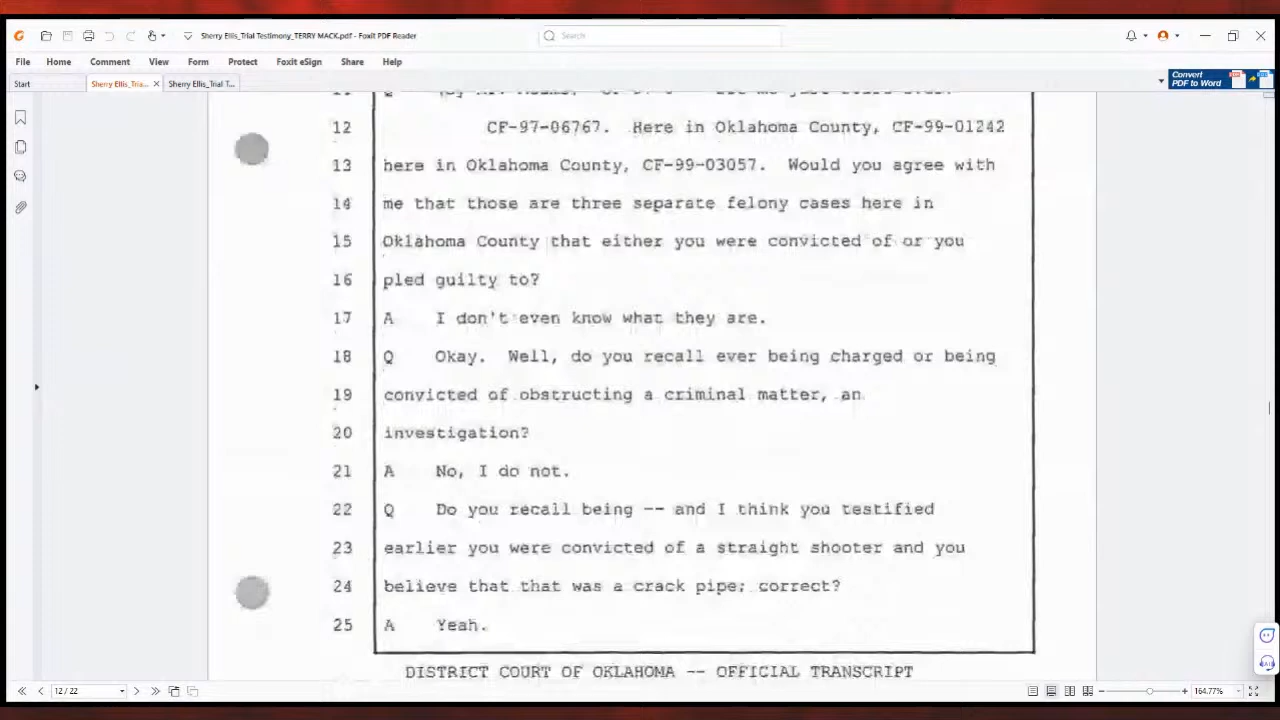 Sherry Ellis_Trial Testimony_TERRY MACK.pdf - Foxit PDF Reader
Search
File Home Comment View Form Protect Foxit eSign Share Help
Start
Sherry Ellis_Tria...
Sherry Ellis_Trial T...
Convert
PDF to Word
12 CF-97-06767. Here in Oklahoma County, CF-99-01242
13 here in Oklahoma County, CF-99-03057. Would you agree with
14 me that those are three separate felony cases here in
15 Oklahoma County that either you were convicted of or you
16 pled guilty to?
17 A I don't even know what they are.
18 Q Okay. Well, do you recall ever being charged or being
19 convicted of obstructing a criminal matter, an
20 investigation?
21 A No, I do not.
22 Q Do you recall being -- and I think you testified
23 earlier you were convicted of a straight shooter and you
24 believe that that was a crack pipe; correct?
25 A Yeah.
DISTRICT COURT OF OKLAHOMA -- OFFICIAL TRANSCRIPT
12 / 22
164.77%